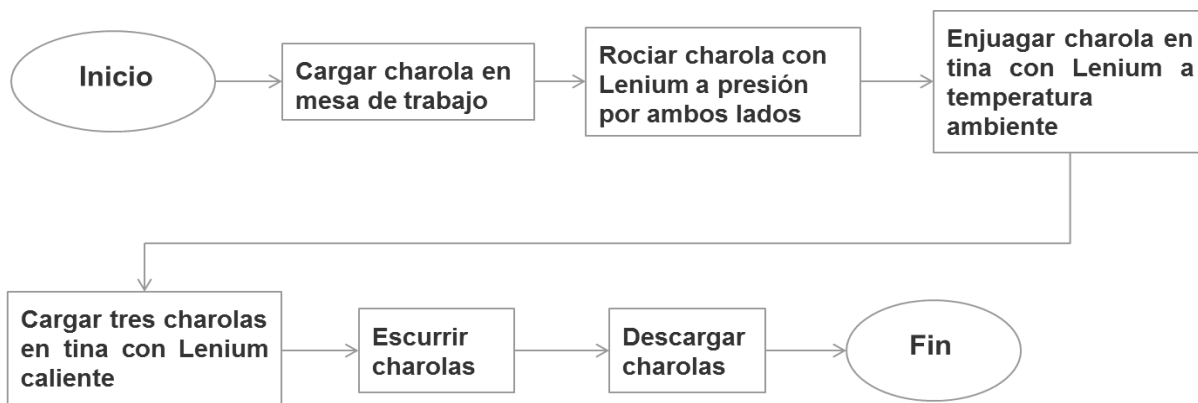 Inicio
Cargar charola en
mesa de trabajo
Rociar charola con
Lenium a presión
por ambos lados
Enjuagar charola en
tina con Lenium a
temperatura
ambiente
Cargar tres charolas
en tina con Lenium
caliente
Escurrir
charolas
Descargar
charolas
Fin